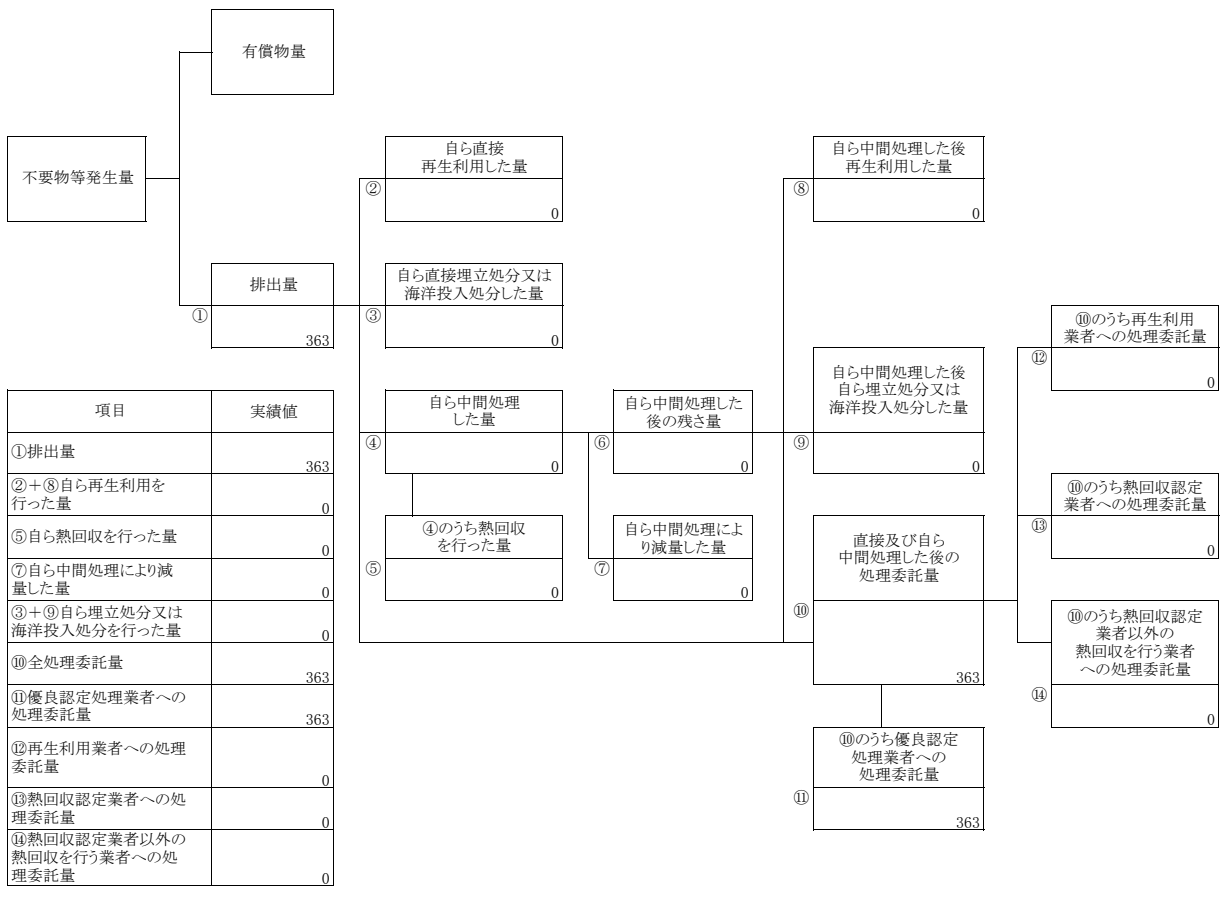 有償物量
不要物等発生量
自ら直接
再生利用した量
②
0
自ら中間処理した後
再生利用した量
⑧
0
排出量
①
363
自ら直接埋立処分又は
海洋投入処分した量
③
0
⑩のうち再生利用
業者への処理委託量
⑫
0
自ら中間処理
した量
④
0
自ら中間処理した
後の残さ量
⑥
0
自ら中間処理した後
自ら埋立処分又は
海洋投入処分した量
⑨
0
④のうち熱回収
を行った量
⑤
0
自ら中間処理によ
り減量した量
⑦
0
直接及び自ら
中間処理した後の
処理委託量
⑩
363
⑩のうち熱回収認定
業者への処理委託量
⑬
0
⑩のうち熱回収認定
業者以外の
熱回収を行う業者
への処理委託量
⑭
0
⑩のうち優良認定
処理業者への
処理委託量
⑪
363
項目 実績値
①排出量
363
②＋⑧自ら再生利用を
行った量
0
⑤自ら熱回収を行った量
0
⑦自ら中間処理により減
量した量
0
③＋⑨自ら埋立処分又は
海洋投入処分を行った量
0
⑩全処理委託量
363
⑪優良認定処理業者への
処理委託量
363
⑫再生利用業者への処理
委託量
0
⑬熱回収認定業者への処
理委託量
0
⑭熱回収認定業者以外の
熱回収を行う業者への処
理委託量
0